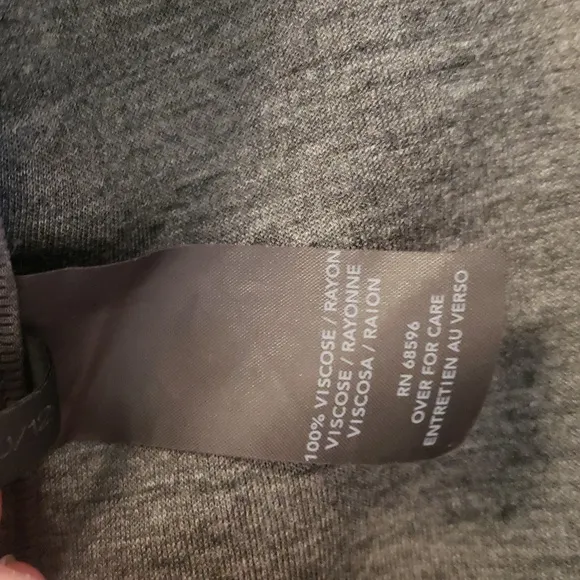 100% VISCOSE / RAYON
VISCOSE / RAYONNE
VISCOSA / RAION
RN 68596
OVER FOR CARE
ENTRETIEN AU VERSO